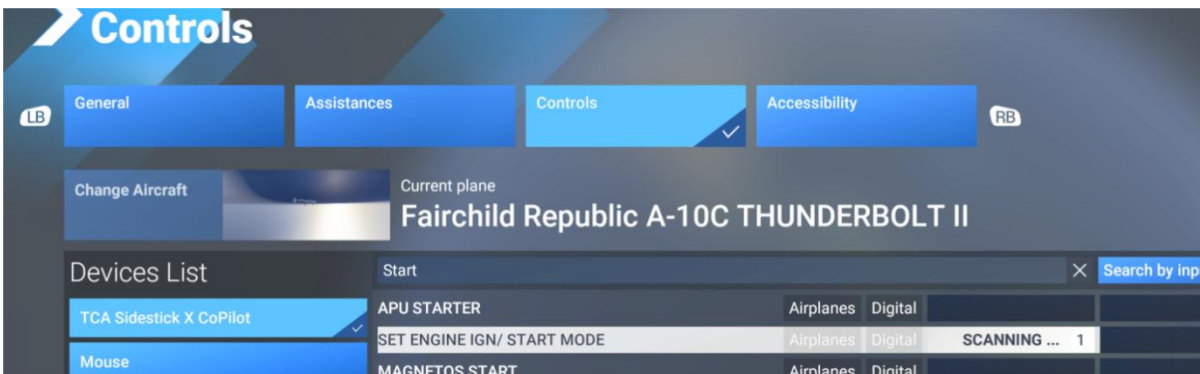 Controls
LB
General
Assistances
Controls
Accessibility
RB
Change Aircraft
Current plane
Fairchild Republic A-10C THUNDERBOLT II
Devices List
Start
Search by inp
TCA Sidestick X CoPilot
APU STARTER Airplanes Digital
SET ENGINE IGN/ START MODE Airplanes Digital SCANNING ... 1
Mouse
MAGNETOS START Airplanes Digital